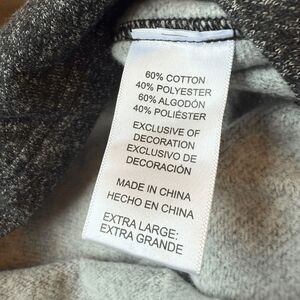 60% COTTON
40% POLYESTER
60% ALGODÓN
40% POLIÉSTER
EXCLUSIVE OF
DECORATION
EXCLUSIVO DE
DECORACIÓN
MADE IN CHINA
HECHO EN CHINA
EXTRA LARGE;
EXTRA GRANDE